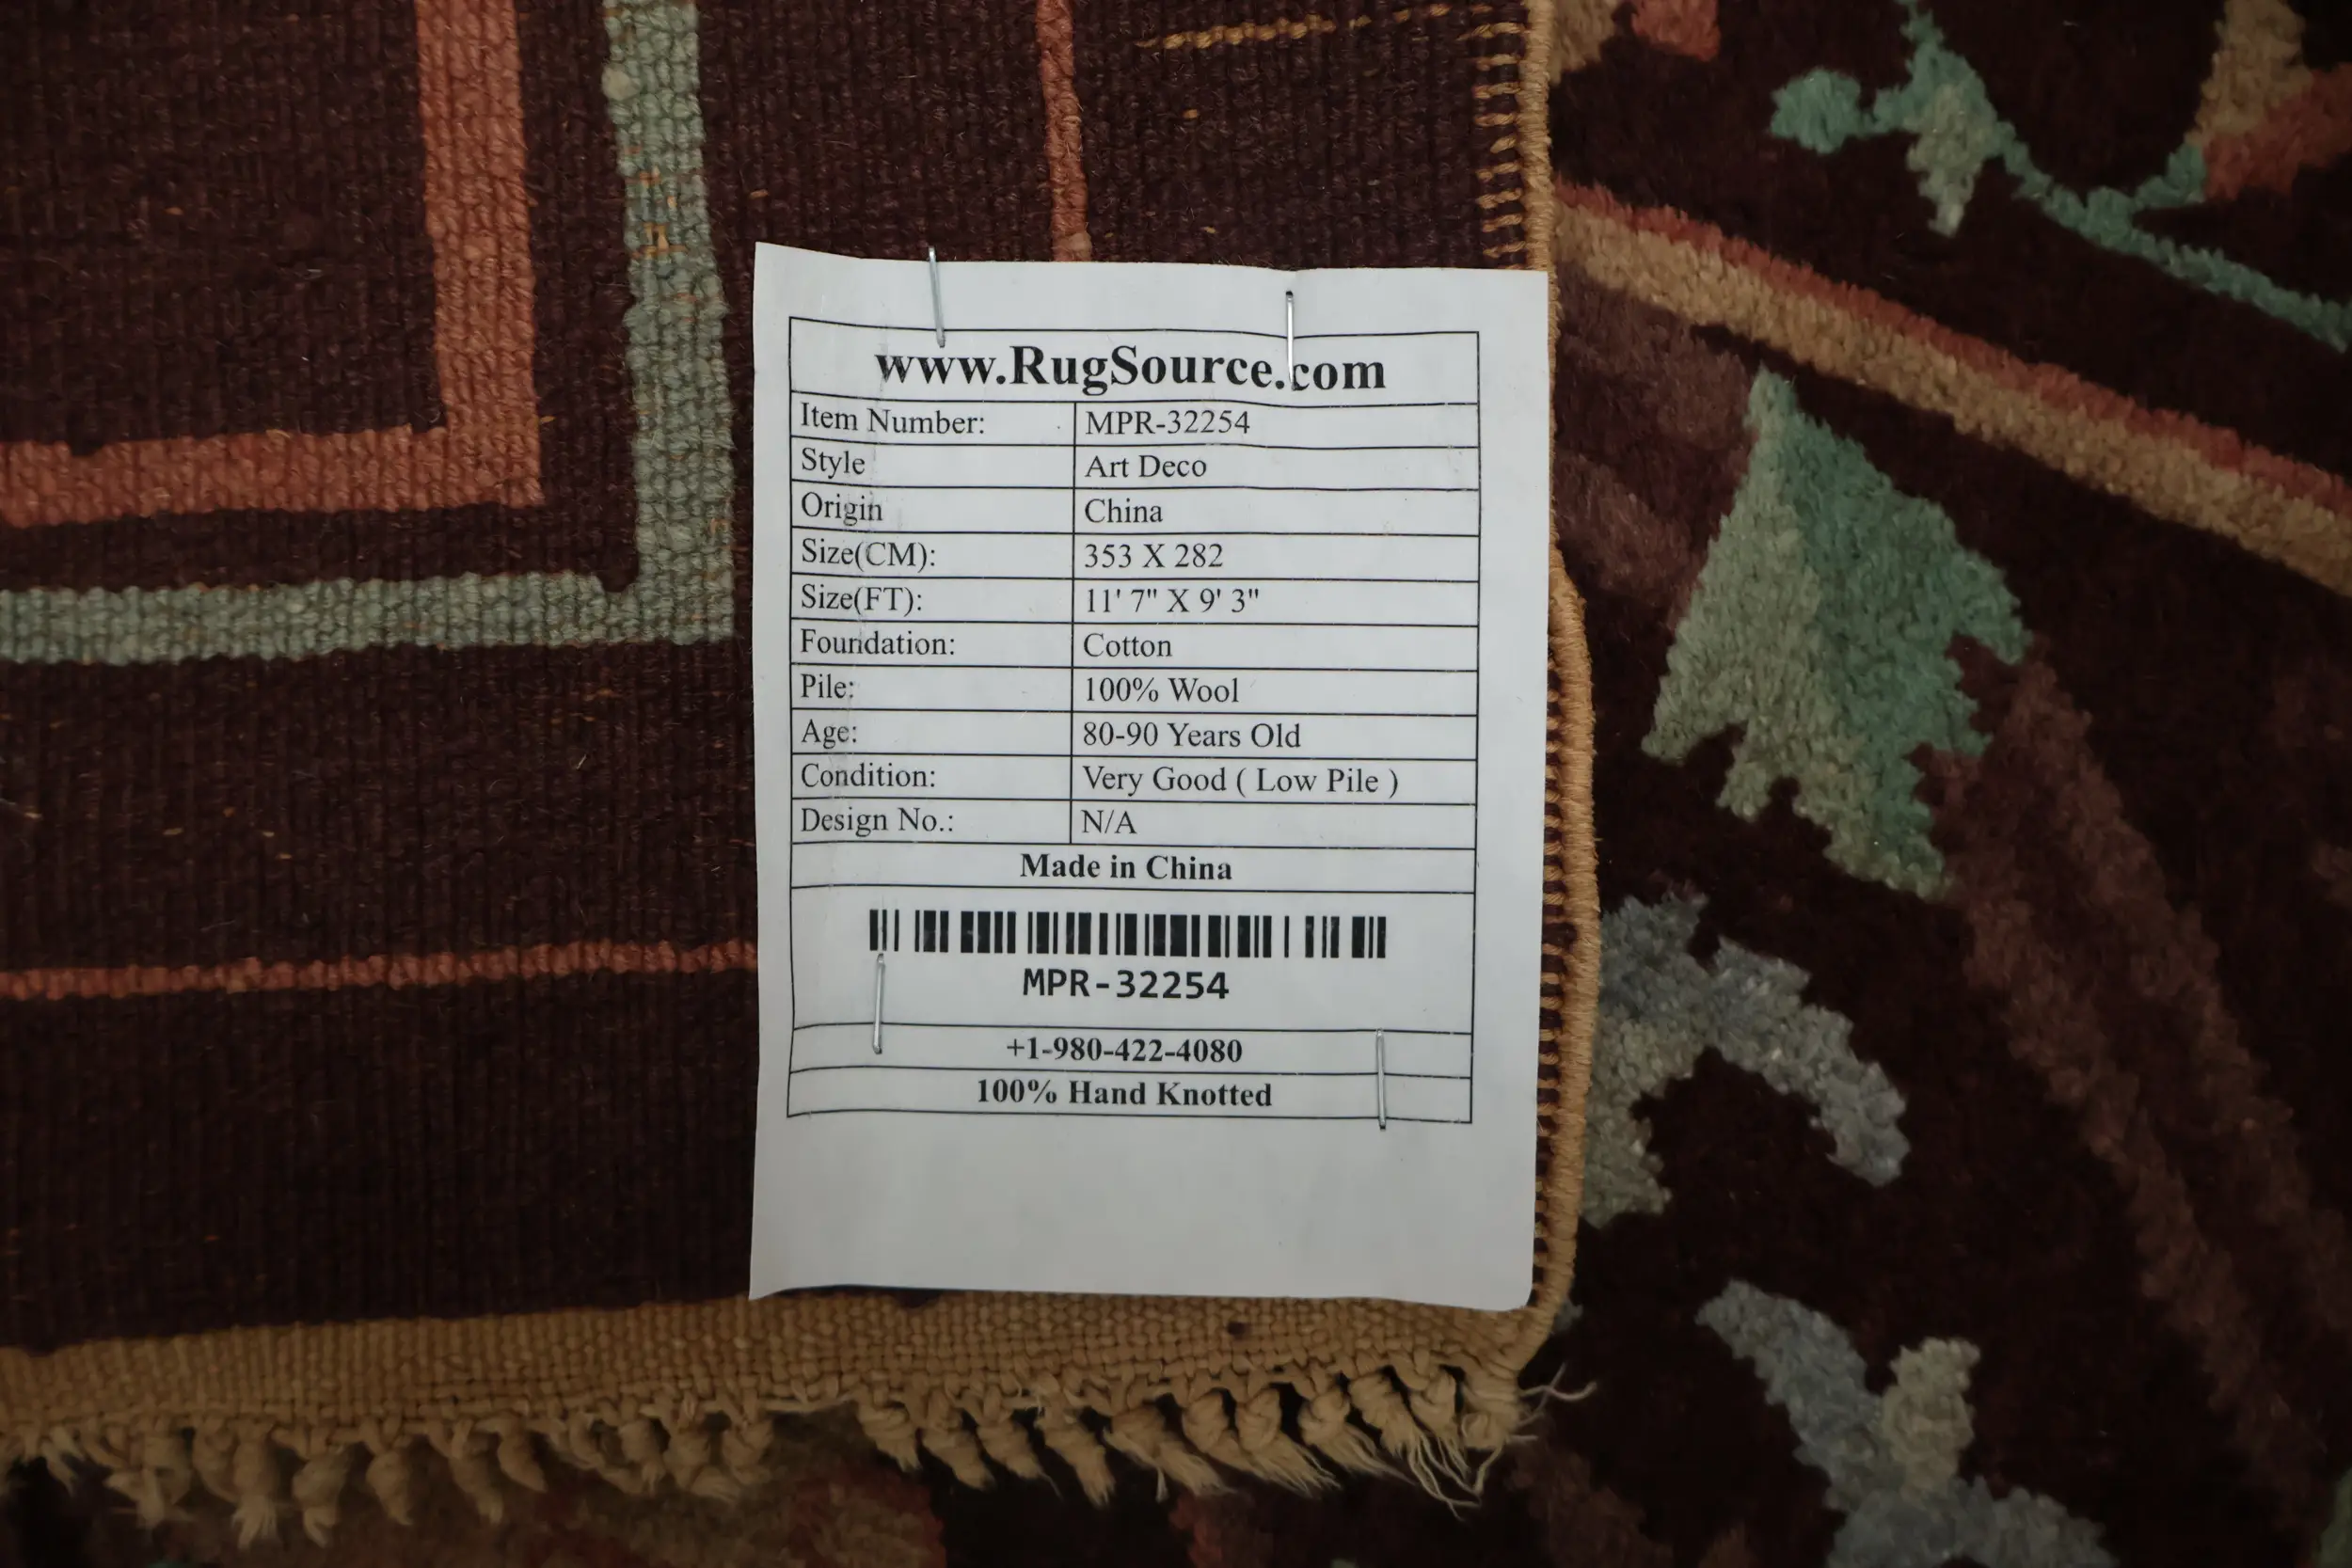 www.RugSource.com
Item Number: MPR-32254
Style Art Deco
Origin China
Size(CM): 353 X 282
Size(FT): 11' 7" X 9' 3"
Foundation: Cotton
Pile: 100% Wool
Age: 80-90 Years Old
Condition: Very Good ( Low Pile )
Design No.: N/A
Made in China
MPR-32254
+1-980-422-4080
100% Hand Knotted